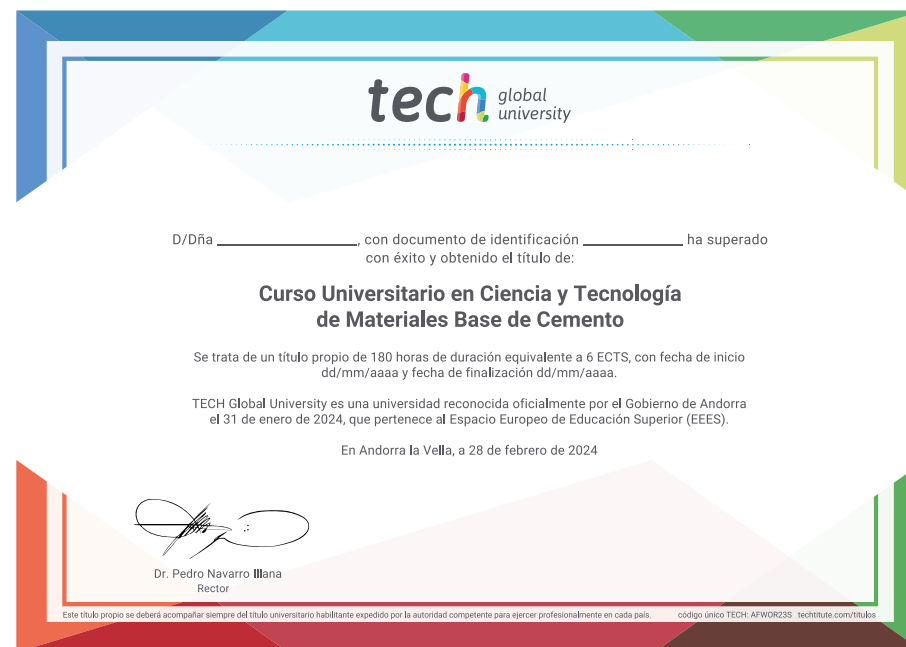 tech global
university
D/Dña ____________________, con documento de identificación ______________ ha superado
con éxito y obtenido el título de:
Curso Universitario en Ciencia y Tecnología
de Materiales Base de Cemento
Se trata de un título propio de 180 horas de duración equivalente a 6 ECTS, con fecha de inicio
dd/mm/aaaa y fecha de finalización dd/mm/aaaa.
TECH Global University es una universidad reconocida oficialmente por el Gobierno de Andorra
el 31 de enero de 2024, que pertenece al Espacio Europeo de Educación Superior (EEES).
En Andorra la Vella, a 28 de febrero de 2024
Dr. Pedro Navarro Illana
Rector
Este título propio se deberá acompañar siempre del título universitario habilitante expedido por la autoridad competente para ejercer profesionalmente en cada país. código único TECH: AFWOR23S techtitute.com/titulos